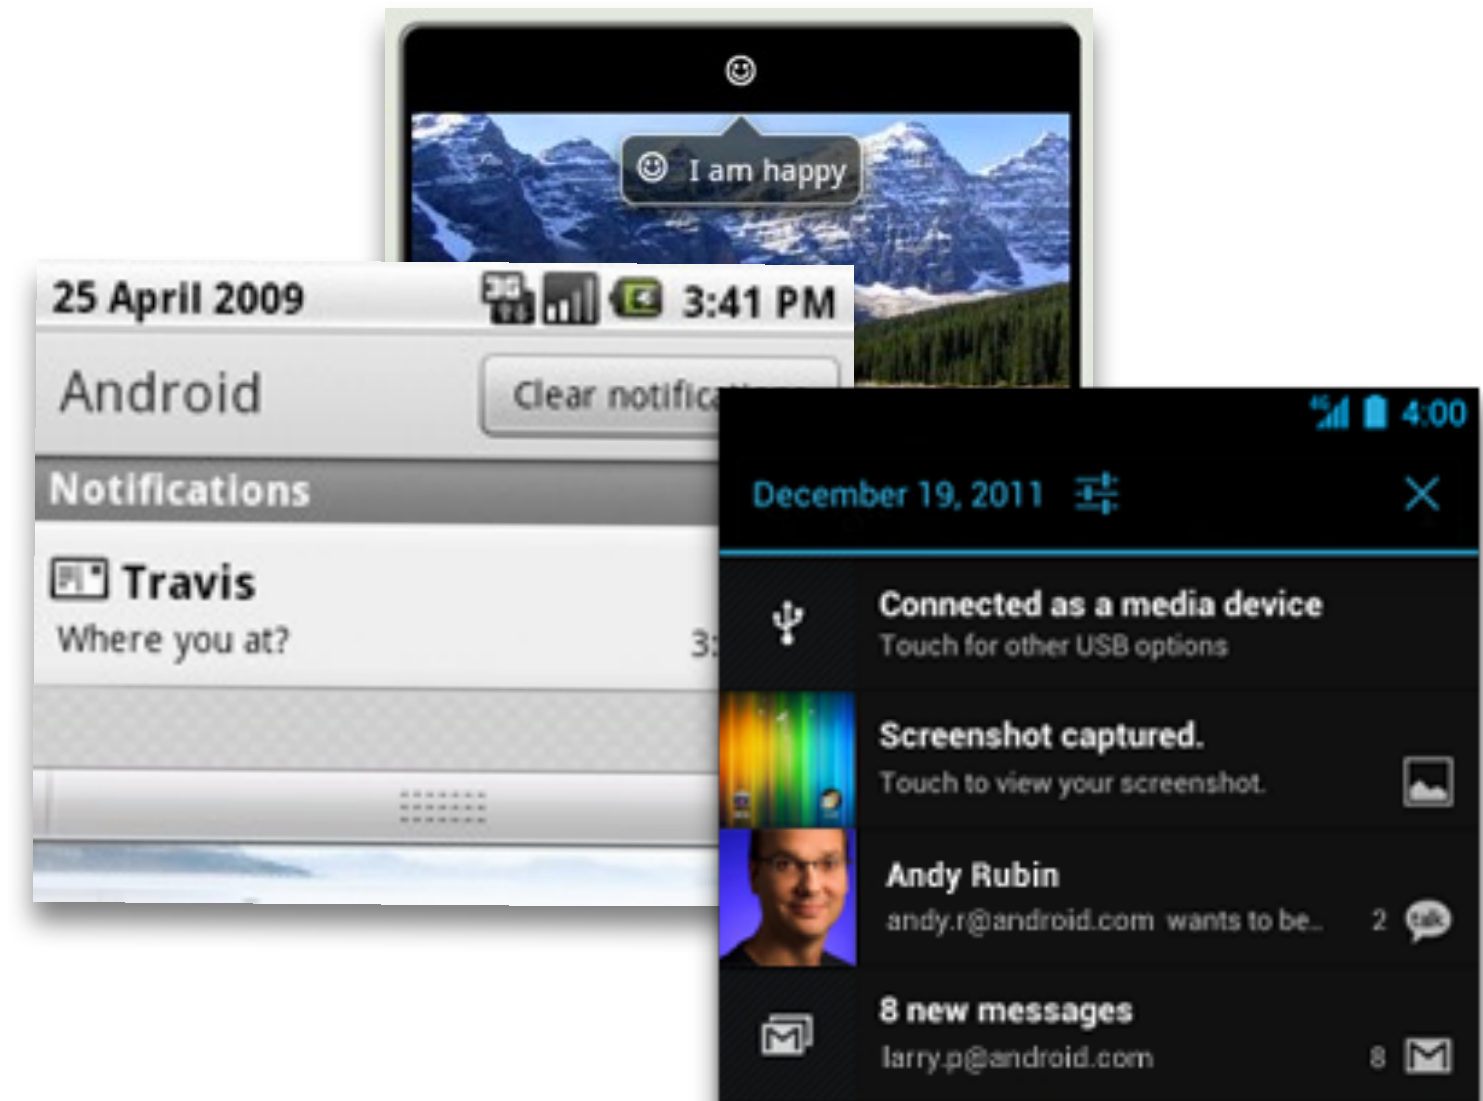 I am happy
25 April 2009 3:41 PM
Android
Clear
Notifications
Travis
Where you at?
4G 4:00
December 19, 2011
Connected as a media device
Touch for other USB options
Screenshot captured.
Touch to view your screenshot.
Andy Rubin
andy.r@android.com wants to be.. 2 talk
8 new messages
larry.p@android.com 8